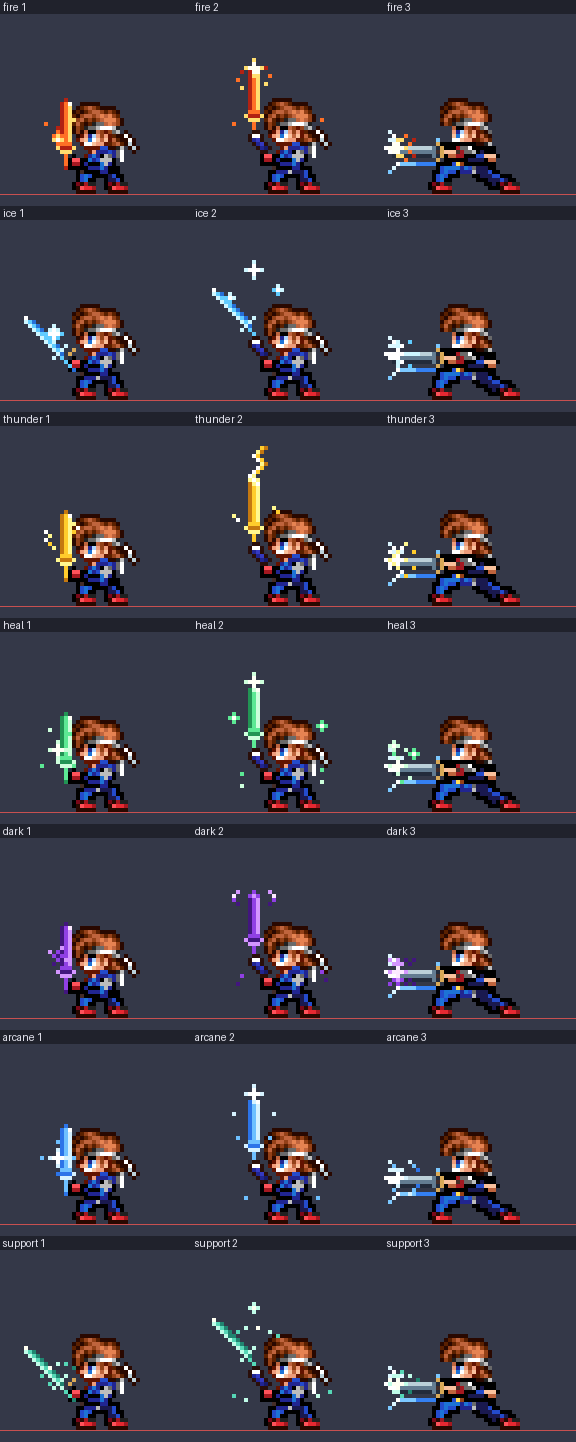 fire 1 fire 2 fire 3
ice 1 ice 2 ice 3
thunder 1 thunder 2 thunder 3
heal 1 heal 2 heal 3
dark 1 dark 2 dark 3
arcane 1 arcane 2 arcane 3
support 1 support 2 support 3